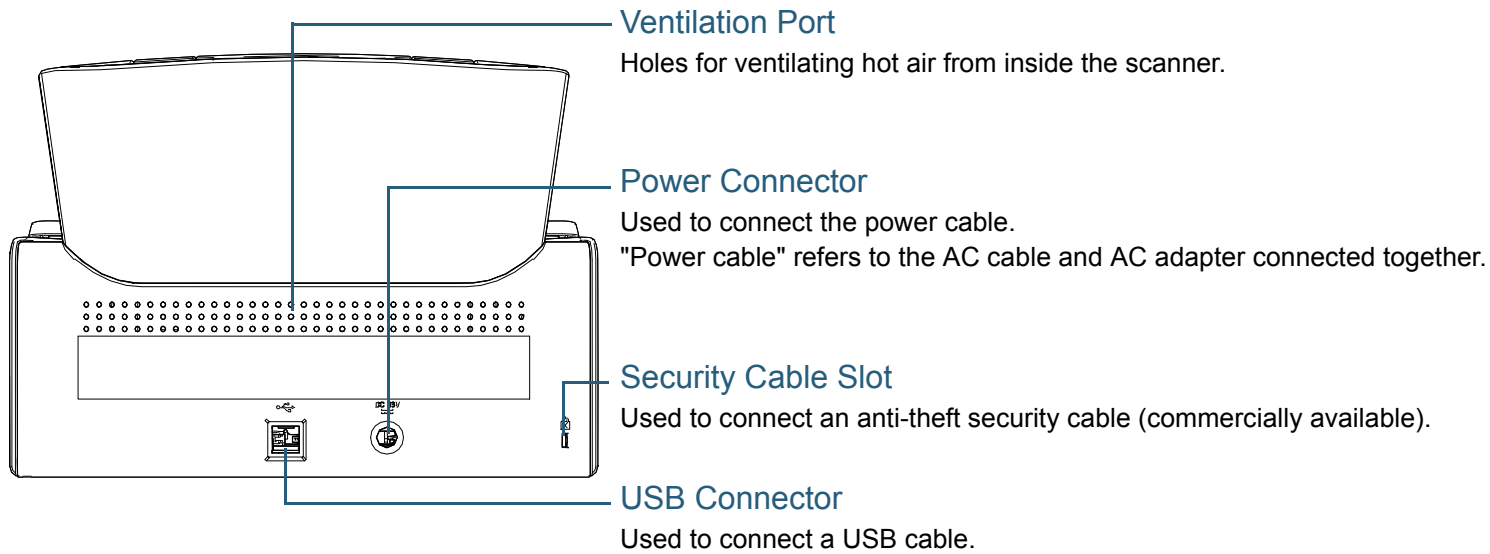 Ventilation Port
Holes for ventilating hot air from inside the scanner.
Power Connector
Used to connect the power cable.
"Power cable" refers to the AC cable and AC adapter connected together.
Security Cable Slot
Used to connect an anti-theft security cable (commercially available).
USB Connector
Used to connect a USB cable.